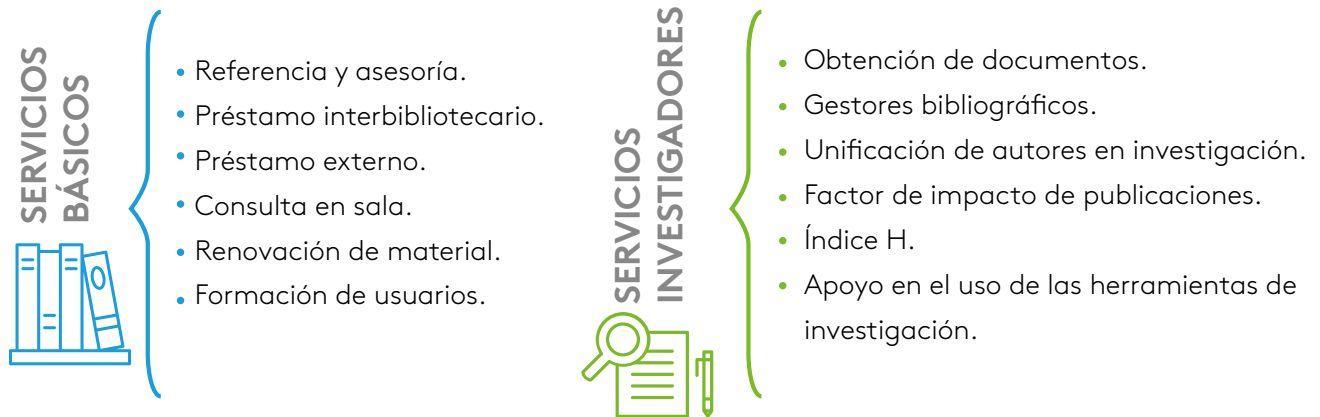 SERVICIOS
BÁSICOS
• Referencia y asesoría.
• Préstamo interbibliotecario.
• Préstamo externo.
• Consulta en sala.
• Renovación de material.
• Formación de usuarios.
SERVICIOS
INVESTIGADORES
• Obtención de documentos.
• Gestores bibliográficos.
• Unificación de autores en investigación.
• Factor de impacto de publicaciones.
• Índice H.
• Apoyo en el uso de las herramientas de
investigación.